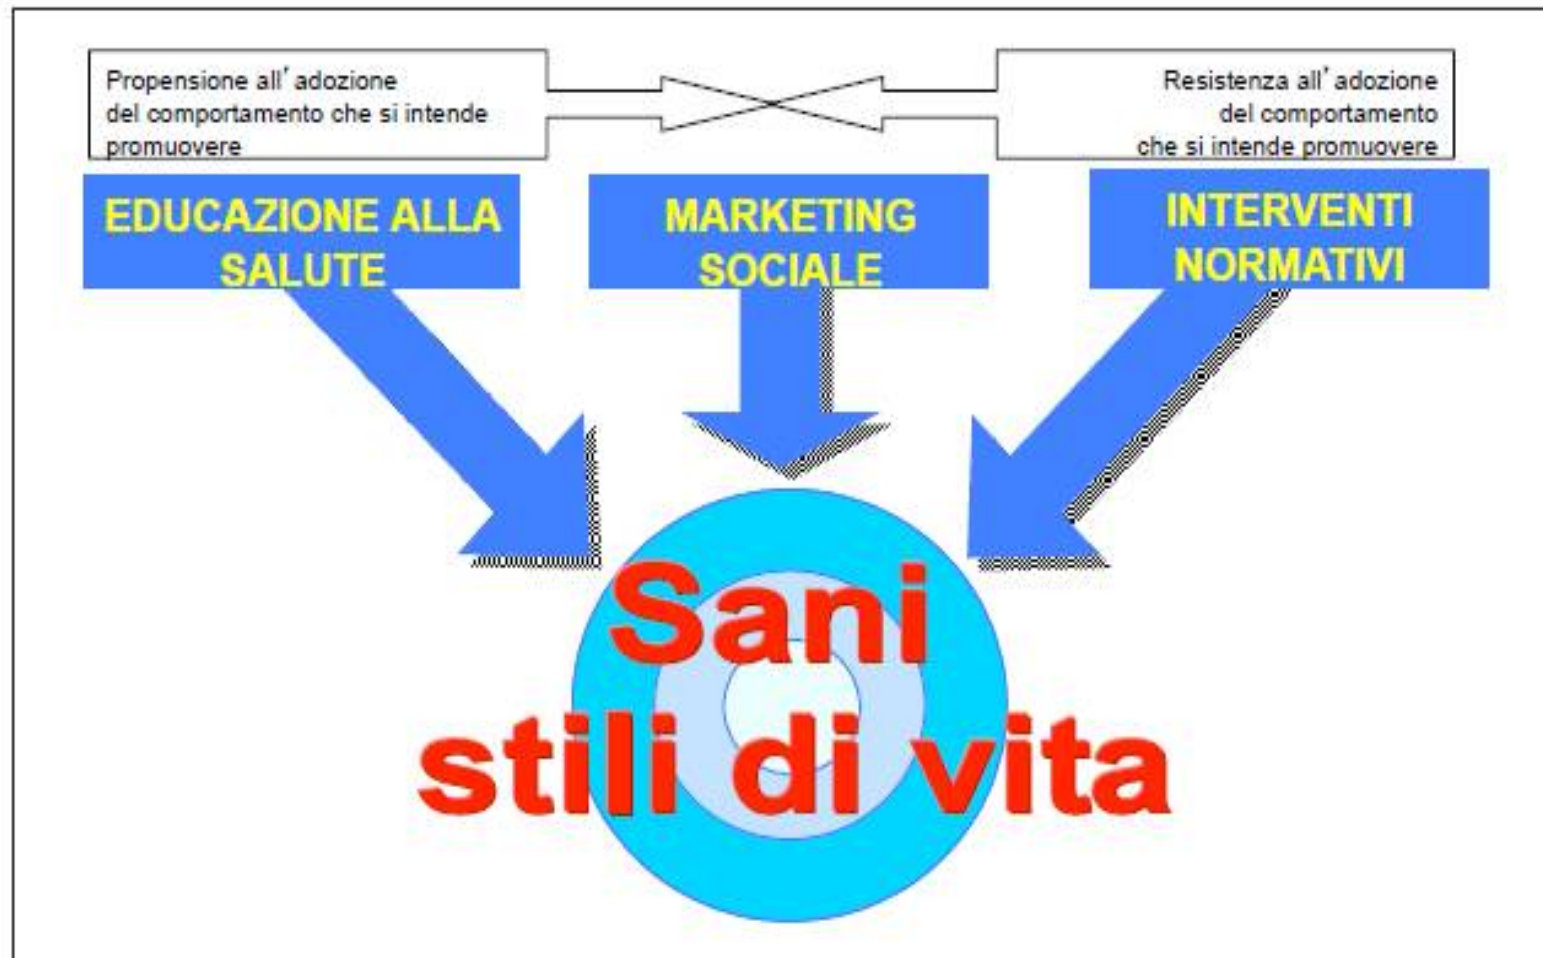 Propensione all' adozione
del comportamento che si intende
promuovere
Resistenza all' adozione
del comportamento
che si intende promuovere
EDUCAZIONE ALLA
SALUTE
MARKETING
SOCIALE
INTERVENTI
NORMATIVI
Sani
stili di vita